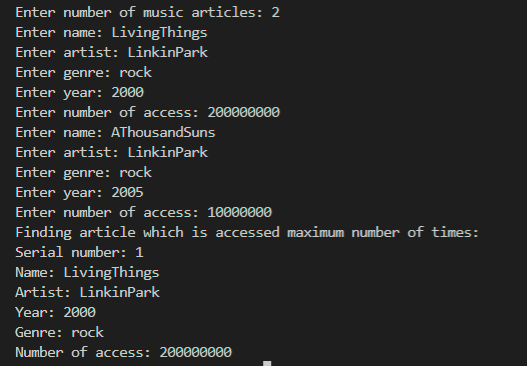 Enter number of music articles: 2
Enter name: LivingThings
Enter artist: LinkinPark
Enter genre: rock
Enter year: 2000
Enter number of access: 200000000
Enter name: AThousandSuns
Enter artist: LinkinPark
Enter genre: rock
Enter year: 2005
Enter number of access: 10000000
Finding article which is accessed maximum number of times:
Serial number: 1
Name: LivingThings
Artist: LinkinPark
Year: 2000
Genre: rock
Number of access: 200000000